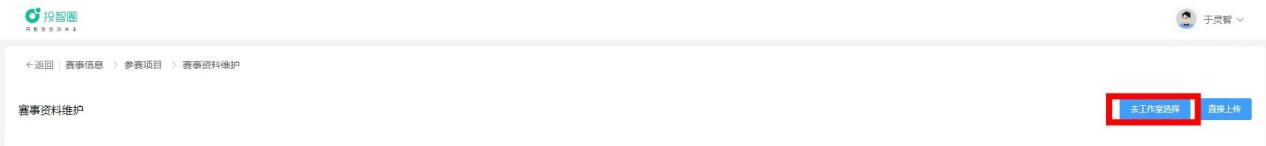 投智圈
于灵智
←返回 | 赛事信息 > 参赛项目 > 赛事资料维护
赛事资料维护
去工作室选择
直接上传